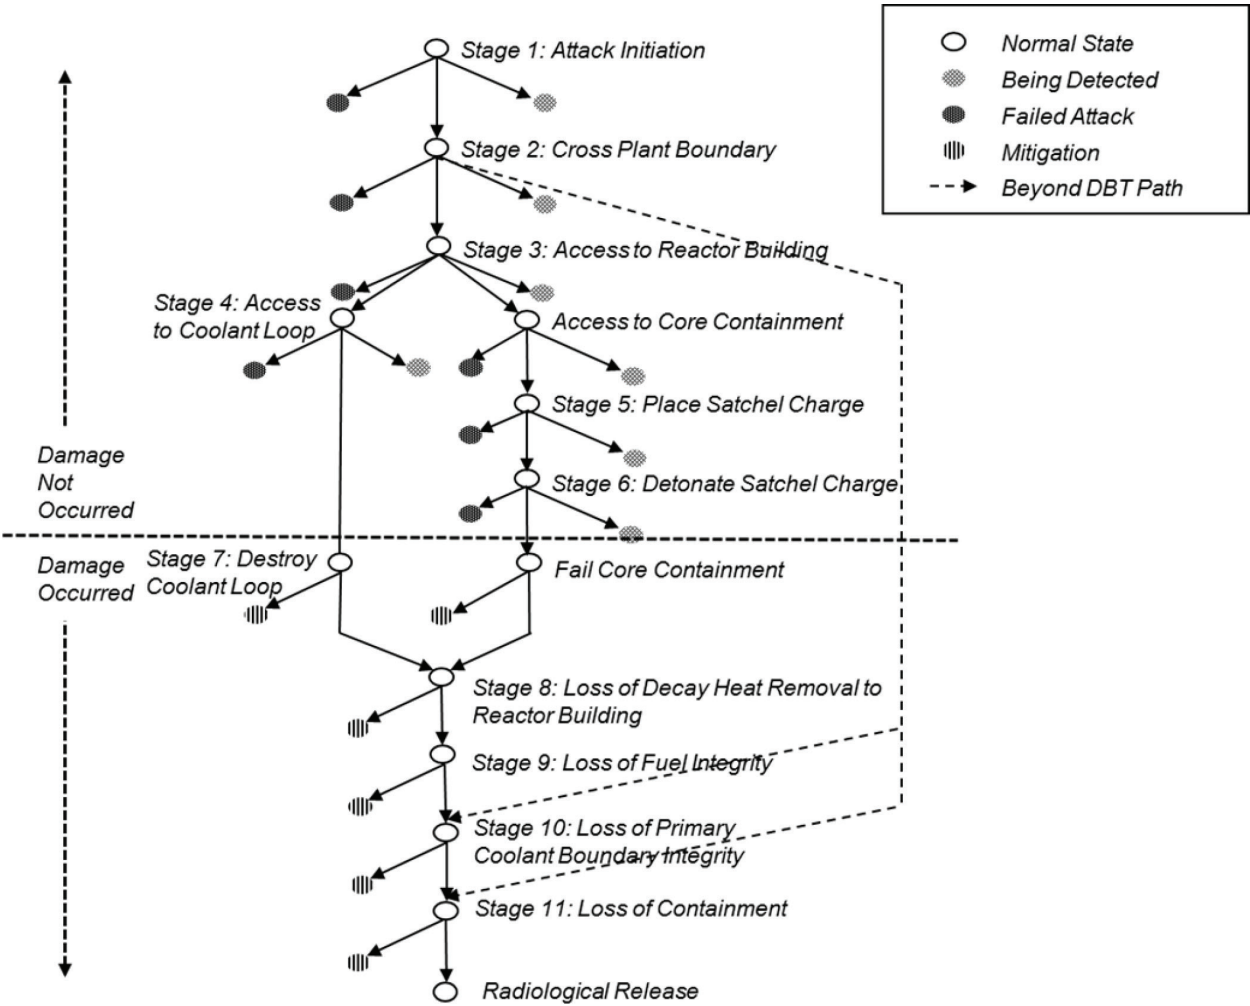 Stage 1: Attack Initiation
Normal State
Being Detected
Failed Attack
Mitigation
Beyond DBT Path
Stage 2: Cross Plant Boundary
Stage 3: Access to Reactor Building
Stage 4: Access
to Coolant Loop
Access to Core Containment
Stage 5: Place Satchel Charge
Damage
Not
Occurred
Stage 6: Detonate Satchel Charge
Damage
Occurred
Stage 7: Destroy
Coolant Loop
Fail Core Containment
Stage 8: Loss of Decay Heat Removal to
Reactor Building
Stage 9: Loss of Fuel Integrity
Stage 10: Loss of Primary
Coolant Boundary Integrity
Stage 11: Loss of Containment
Radiological Release